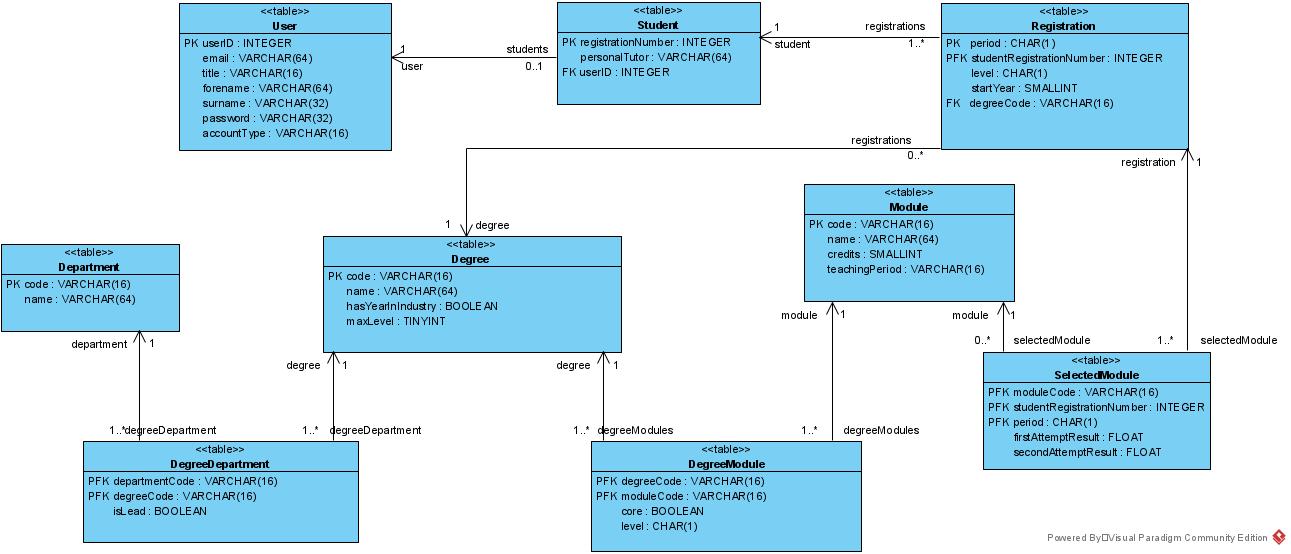 <<table>>
User
PK userID : INTEGER
email : VARCHAR(64)
title : VARCHAR(16)
forename : VARCHAR(64)
surname : VARCHAR(32)
password : VARCHAR(32)
accountType : VARCHAR(16)
1
user
students
0..1
<<table>>
Student
PK registrationNumber : INTEGER
personalTutor : VARCHAR(64)
FK userID : INTEGER
1
student
registrations
1..*
<<table>>
Registration
PK period : CHAR(1)
PFK studentRegistrationNumber : INTEGER
level : CHAR(1)
startYear : SMALLINT
FK degreeCode : VARCHAR(16)
registrations
0..*
registration
1
1
degree
<<table>>
Module
PK code : VARCHAR(16)
name : VARCHAR(64)
credits : SMALLINT
teachingPeriod : VARCHAR(16)
<<table>>
Department
PK code : VARCHAR(16)
name : VARCHAR(64)
<<table>>
Degree
PK code : VARCHAR(16)
name : VARCHAR(64)
hasYearInIndustry : BOOLEAN
maxLevel : TINYINT
module
1
module
1
0..*
selectedModule
1..*
selectedModule
department
1
degree
1
degree
1
<<table>>
SelectedModule
PFK moduleCode : VARCHAR(16)
PFK studentRegistrationNumber : INTEGER
PFK period : CHAR(1)
firstAttemptResult : FLOAT
secondAttemptResult : FLOAT
1..*
degreeDepartment
1..*
degreeDepartment
1..*
degreeModules
1..*
degreeModules
<<table>>
DegreeDepartment
PFK departmentCode : VARCHAR(16)
PFK degreeCode : VARCHAR(16)
isLead : BOOLEAN
<<table>>
DegreeModule
PFK degreeCode : VARCHAR(16)
PFK moduleCode : VARCHAR(16)
core : BOOLEAN
level : CHAR(1)
Powered By Visual Paradigm Community Edition